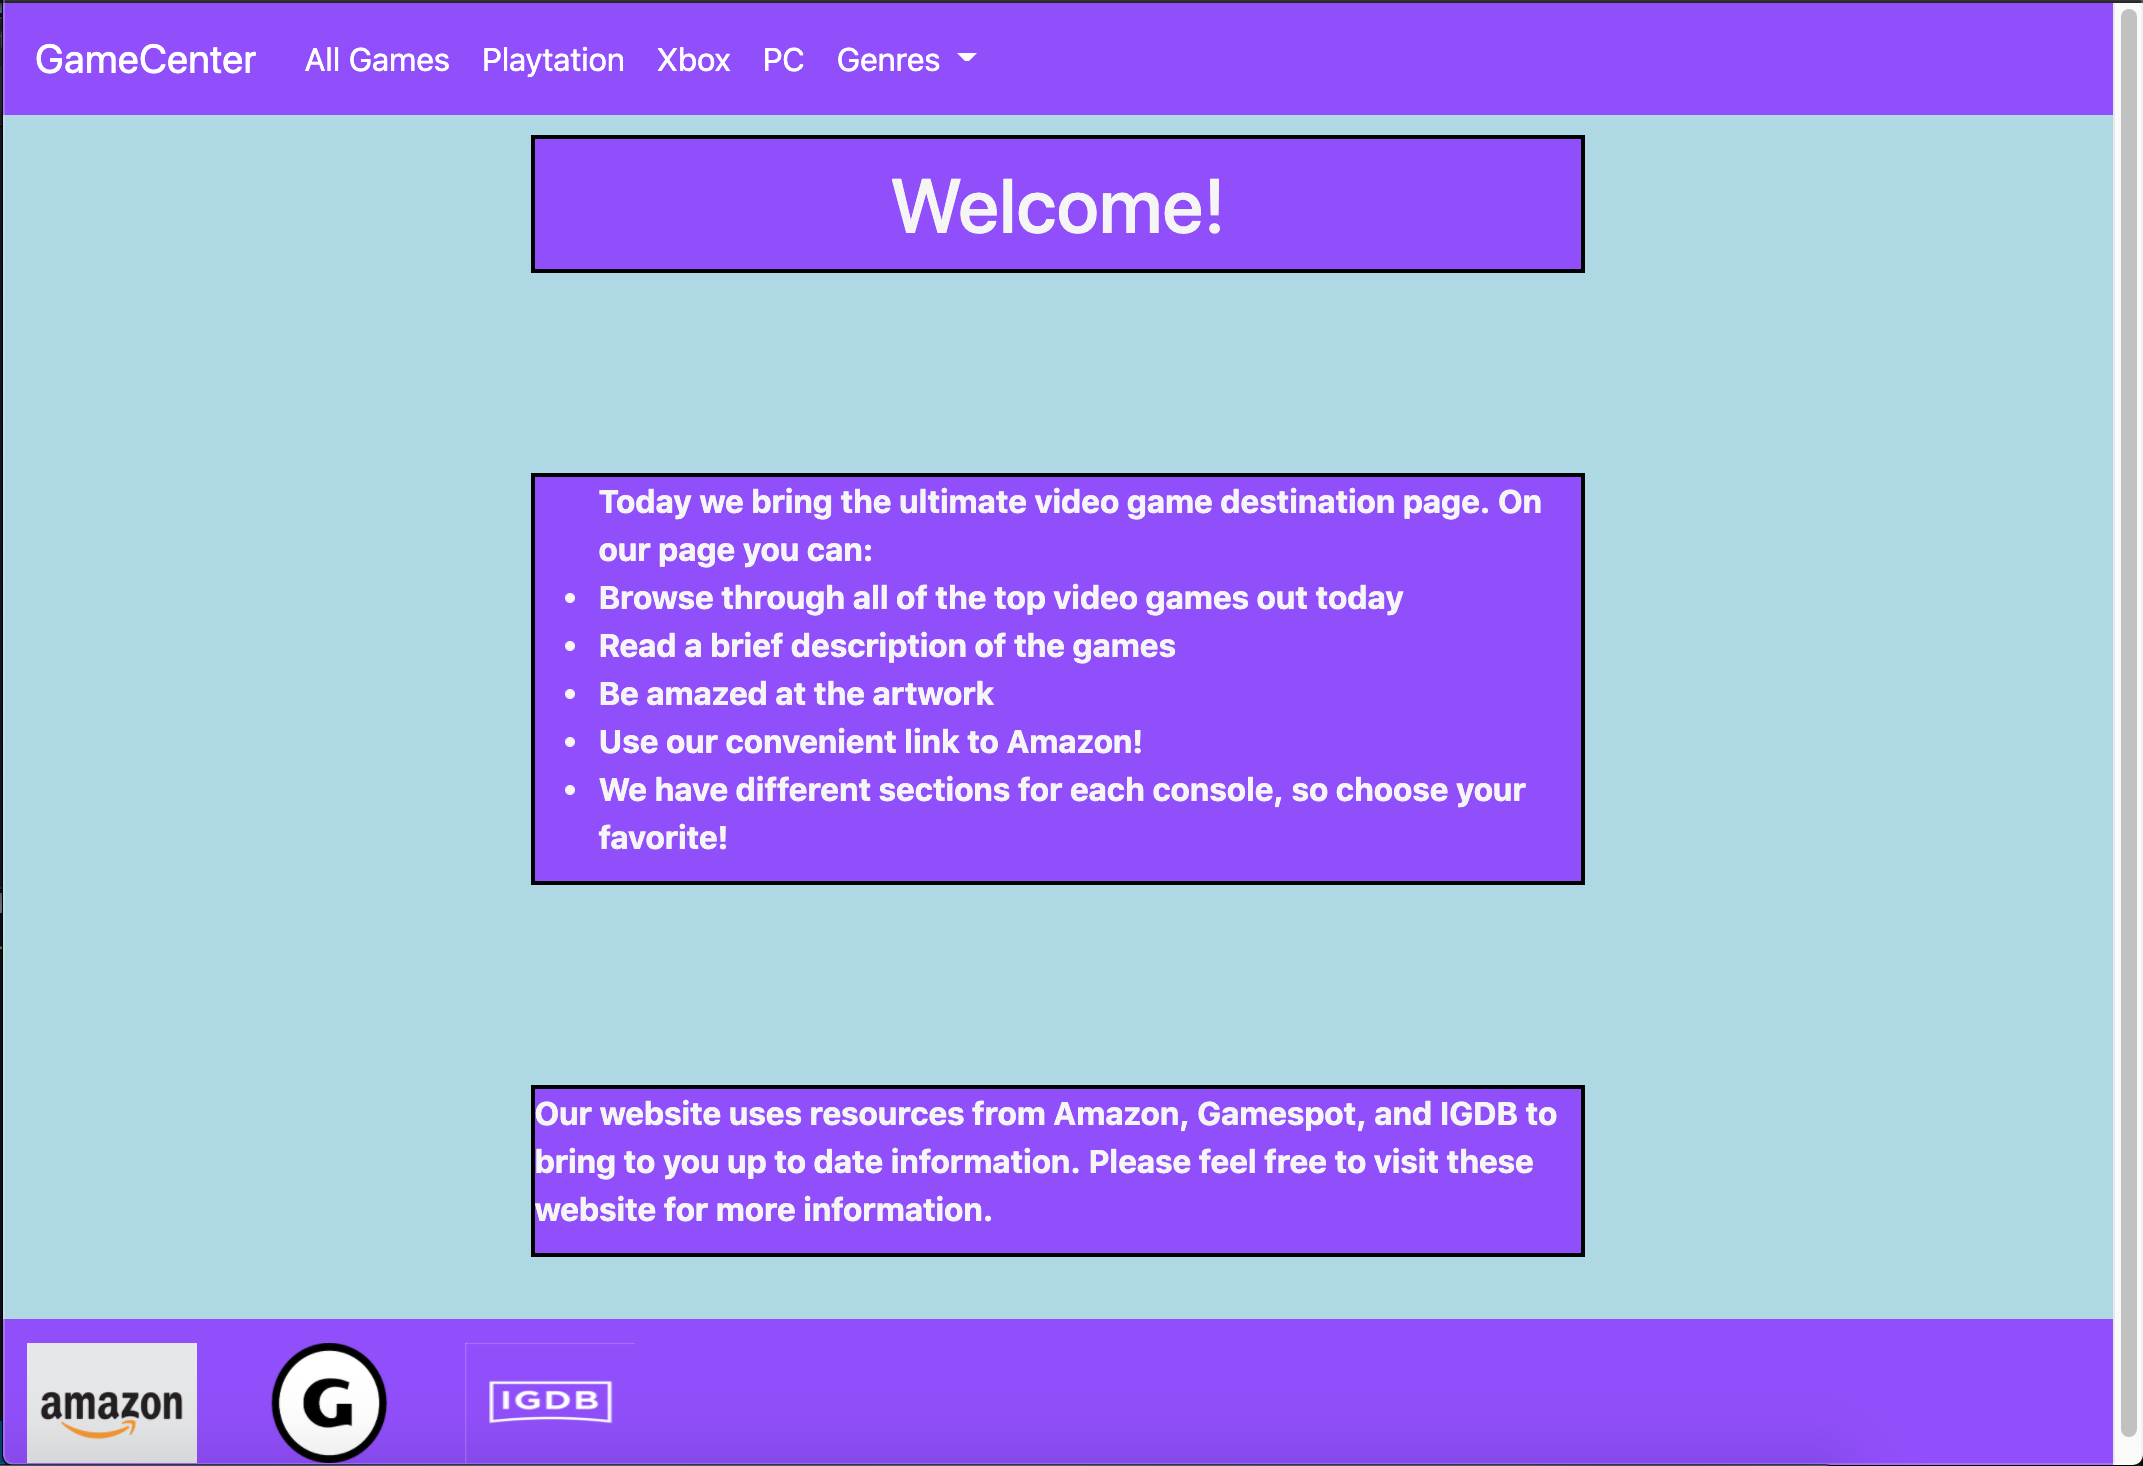 GameCenter All Games Playtation Xbox PC Genres
Welcome!
Today we bring the ultimate video game destination page. On
our page you can:
• Browse through all of the top video games out today
• Read a brief description of the games
• Be amazed at the artwork
• Use our convenient link to Amazon!
• We have different sections for each console, so choose your
favorite!
Our website uses resources from Amazon, Gamespot, and IGDB to
bring to you up to date information. Please feel free to visit these
website for more information.
amazon G IGDB